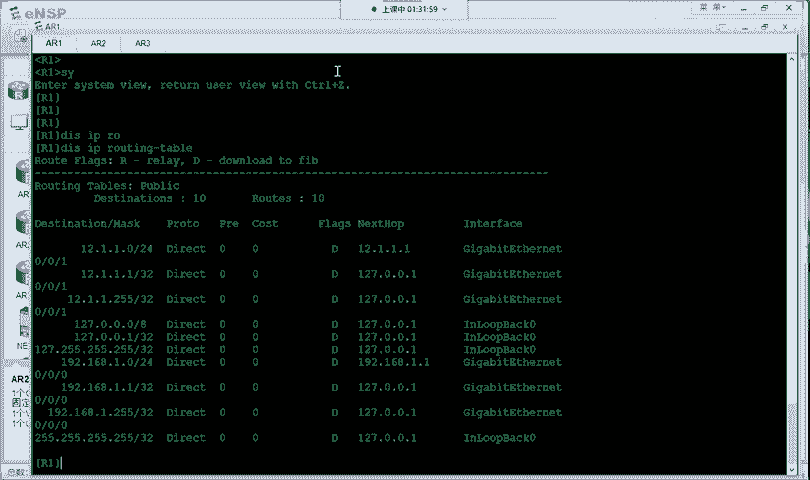 eNSP
上课中 01:31:59
菜 单
AR1
AR1 AR2 AR3
<R1>
<R1>sy
Enter system view, return user view with Ctrl+Z.
[R1]
[R1]
[R1]
[R1]dis ip ro
[R1]dis ip routing-table
Route Flags: R - relay, D - download to fib
------------------------------------------------------------------------------
Routing Tables: Public
Destinations : 10 Routes : 10
Destination/Mask Proto Pre Cost Flags NextHop Interface
12.1.1.0/24 Direct 0 0 D 12.1.1.1 GigabitEthernet
0/0/1
12.1.1.1/32 Direct 0 0 D 127.0.0.1 GigabitEthernet
0/0/1
12.1.1.255/32 Direct 0 0 D 127.0.0.1 GigabitEthernet
0/0/1
127.0.0.0/8 Direct 0 0 D 127.0.0.1 InLoopBack0
127.0.0.1/32 Direct 0 0 D 127.0.0.1 InLoopBack0
127.255.255.255/32 Direct 0 0 D 127.0.0.1 InLoopBack0
192.168.1.0/24 Direct 0 0 D 192.168.1.1 GigabitEthernet
0/0/0
192.168.1.1/32 Direct 0 0 D 127.0.0.1 GigabitEthernet
0/0/0
192.168.1.255/32 Direct 0 0 D 127.0.0.1 GigabitEthernet
0/0/0
255.255.255.255/32 Direct 0 0 D 127.0.0.1 InLoopBack0
[R1]
AR
AR
AR
NE
AR2